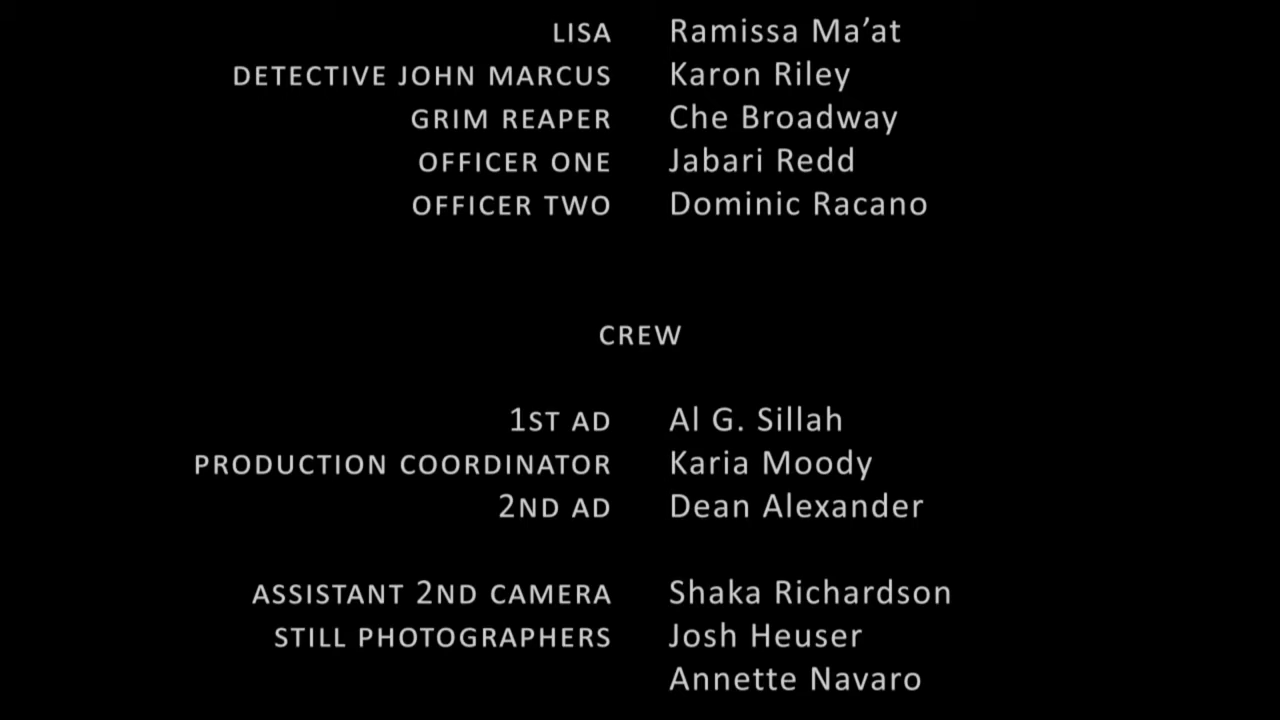 LISA Ramissa Ma’at
DETECTIVE JOHN MARCUS Karon Riley
GRIM REAPER Che Broadway
OFFICER ONE Jabari Redd
OFFICER TWO Dominic Racano
CREW
1ST AD Al G. Sillah
PRODUCTION COORDINATOR Karia Moody
2ND AD Dean Alexander
ASSISTANT 2ND CAMERA Shaka Richardson
STILL PHOTOGRAPHERS Josh Heuser
Annette Navaro